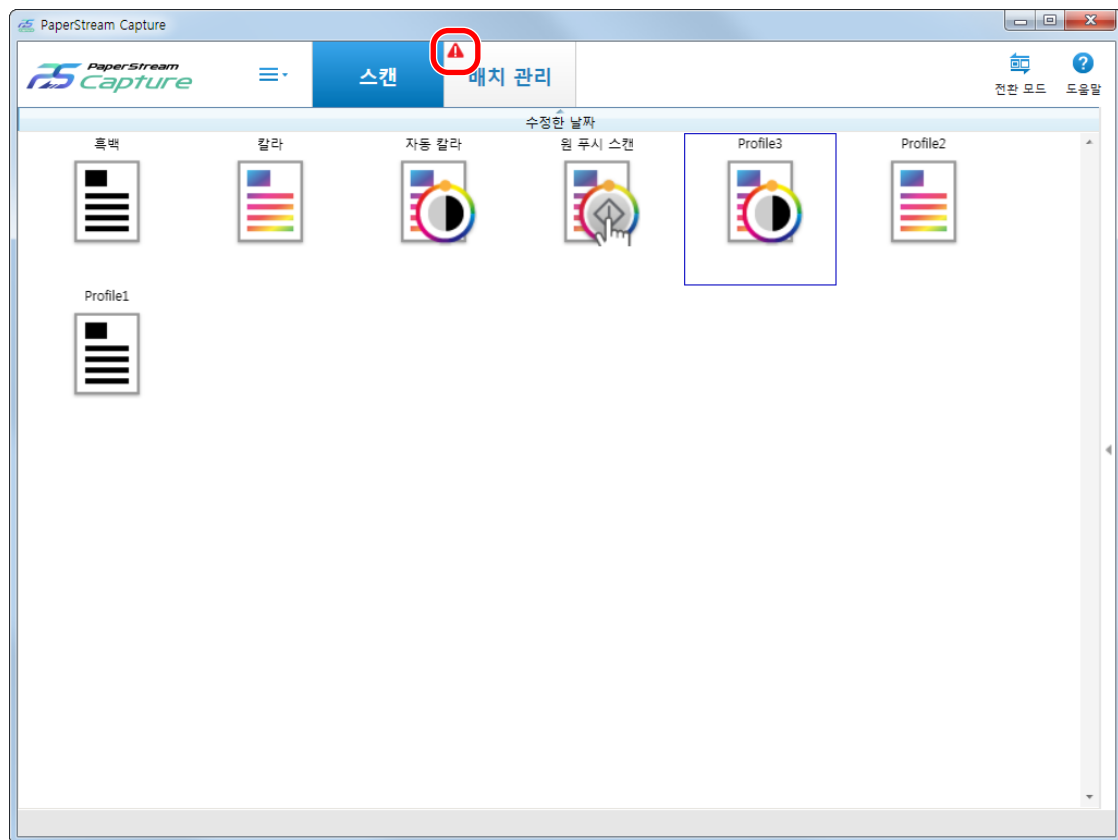 PaperStream Capture
PaperStream
Capture
스캔
배치 관리
전환 모드
도움말
수정한 날짜
흑백
칼라
자동 칼라
원 푸시 스캔
Profile3
Profile2
Profile1